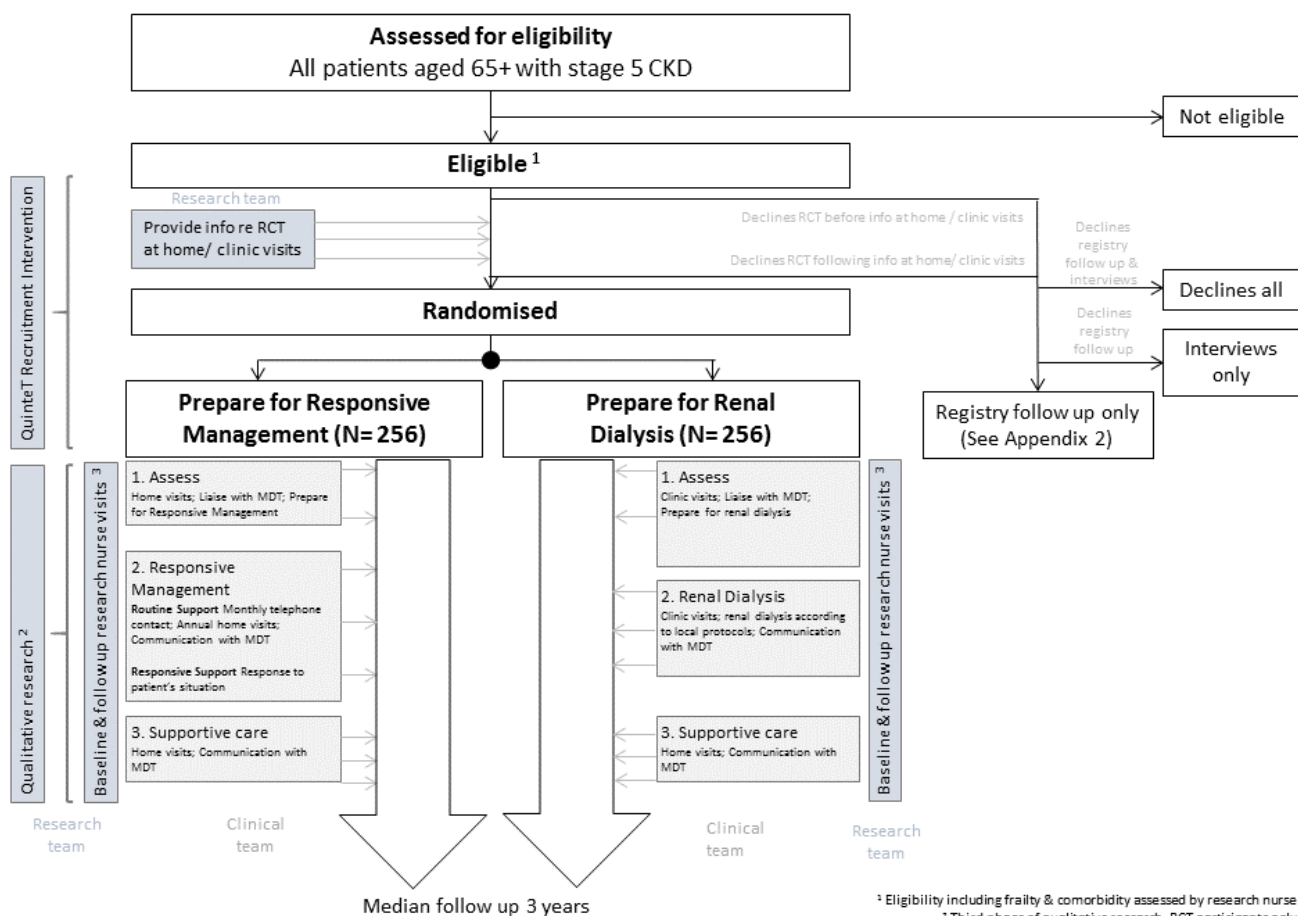 Assessed for eligibility
All patients aged 65+ with stage 5 CKD
Not eligible
Eligible 1
Research team
Provide info re RCT
at home/ clinic visits
Declines RCT before info at home / clinic visits
Declines RCT following info at home/ clinic visits
Declines
registry
follow up &
interviews
Declines all
Declines
registry
follow up
Interviews
only
Registry follow up only
(See Appendix 2)
Randomised
QuinteT Recruitment Intervention
Prepare for Responsive
Management (N= 256)
Prepare for Renal
Dialysis (N= 256)
Qualitative research 2
Baseline & follow up research nurse visits 3
1. Assess
Home visits; Liaise with MDT; Prepare
for Responsive Management
2. Responsive
Management
Routine Support Monthly telephone
contact; Annual home visits;
Communication with MDT
Responsive Support Response to
patient's situation
3. Supportive care
Home visits; Communication with
MDT
1. Assess
Clinic visits; Liaise with MDT;
Prepare for renal dialysis
2. Renal Dialysis
Clinic visits; renal dialysis according
to local protocols; Communication
with MDT
3. Supportive care
Home visits; Communication with
MDT
Baseline & follow up research nurse visits 3
Research
team
Clinical
team
Clinical
team
Research
team
Median follow up 3 years
1 Eligibility including frailty & comorbidity assessed by research nurse